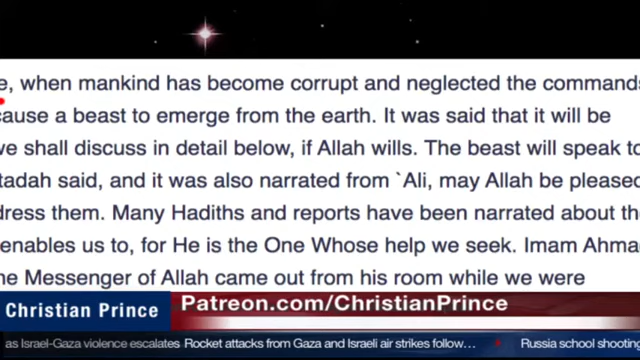 e, when mankind has become corrupt and neglected the commands
cause a beast to emerge from the earth. It was said that it will be
we shall discuss in detail below, if Allah wills. The beast will speak to
tadah said, and it was also narrated from `Ali, may Allah be pleased
dress them. Many Hadiths and reports have been narrated about the
enables us to, for He is the One Whose help we seek. Imam Ahma
he Messenger of Allah came out from his room while we were
Christian Prince
Patreon.com/ChristianPrince
as Israel-Gaza violence escalates Rocket attacks from Gaza and Israeli air strikes follow... Russia school shooting